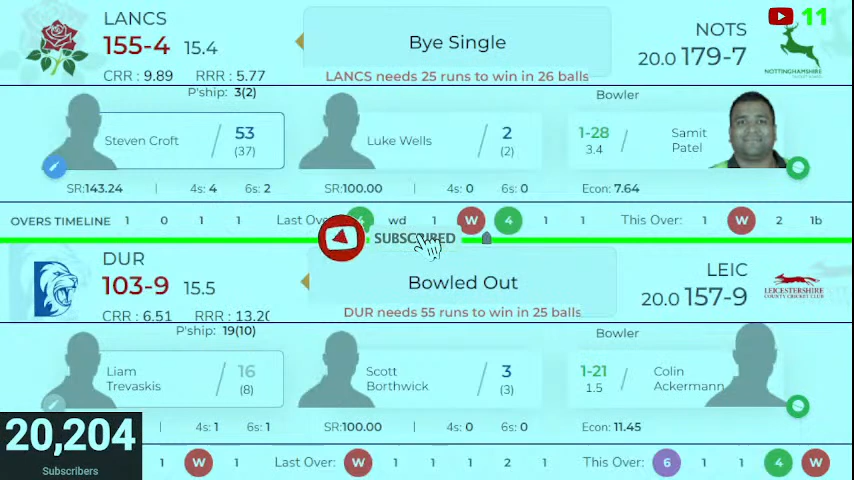 LANCS
155-4 15.4
CRR : 9.89 RRR : 5.77
Bye Single
LANCS needs 25 runs to win in 26 balls
NOTS
20.0 179-7
NOTTINGHAMSHIRE
11
P'ship: 3(2)
Bowler
Steven Croft / 53
(37)
Luke Wells / 2
(2)
1-28 / Samit
3.4 Patel
SR:143.24 | 4s: 4 6s: 2
SR:100.00 | 4s: 0 6s: 0
Econ: 7.64
OVERS TIMELINE 1 0 1 1 Last Over: 4 wd 1 W 4 1 1 This Over: 1 W 2 1b
SUBSCRIBED
DUR
103-9 15.5
CRR : 6.51 RRR : 13.20
Bowled Out
DUR needs 55 runs to win in 25 balls
LEIC
20.0 157-9
LEICESTERSHIRE
COUNTY CRICKET CLUB
P'ship: 19(10)
Bowler
Liam
Trevaskis / 16
(8)
Scott
Borthwick / 3
(3)
1-21 / Colin
1.5 Ackermann
4s: 1 6s: 1
SR:100.00 | 4s: 0 6s: 0
Econ: 11.45
20,204
Subscribers
1 W 1 Last Over: W 1 1 1 2 1 This Over: 6 1 1 4 W